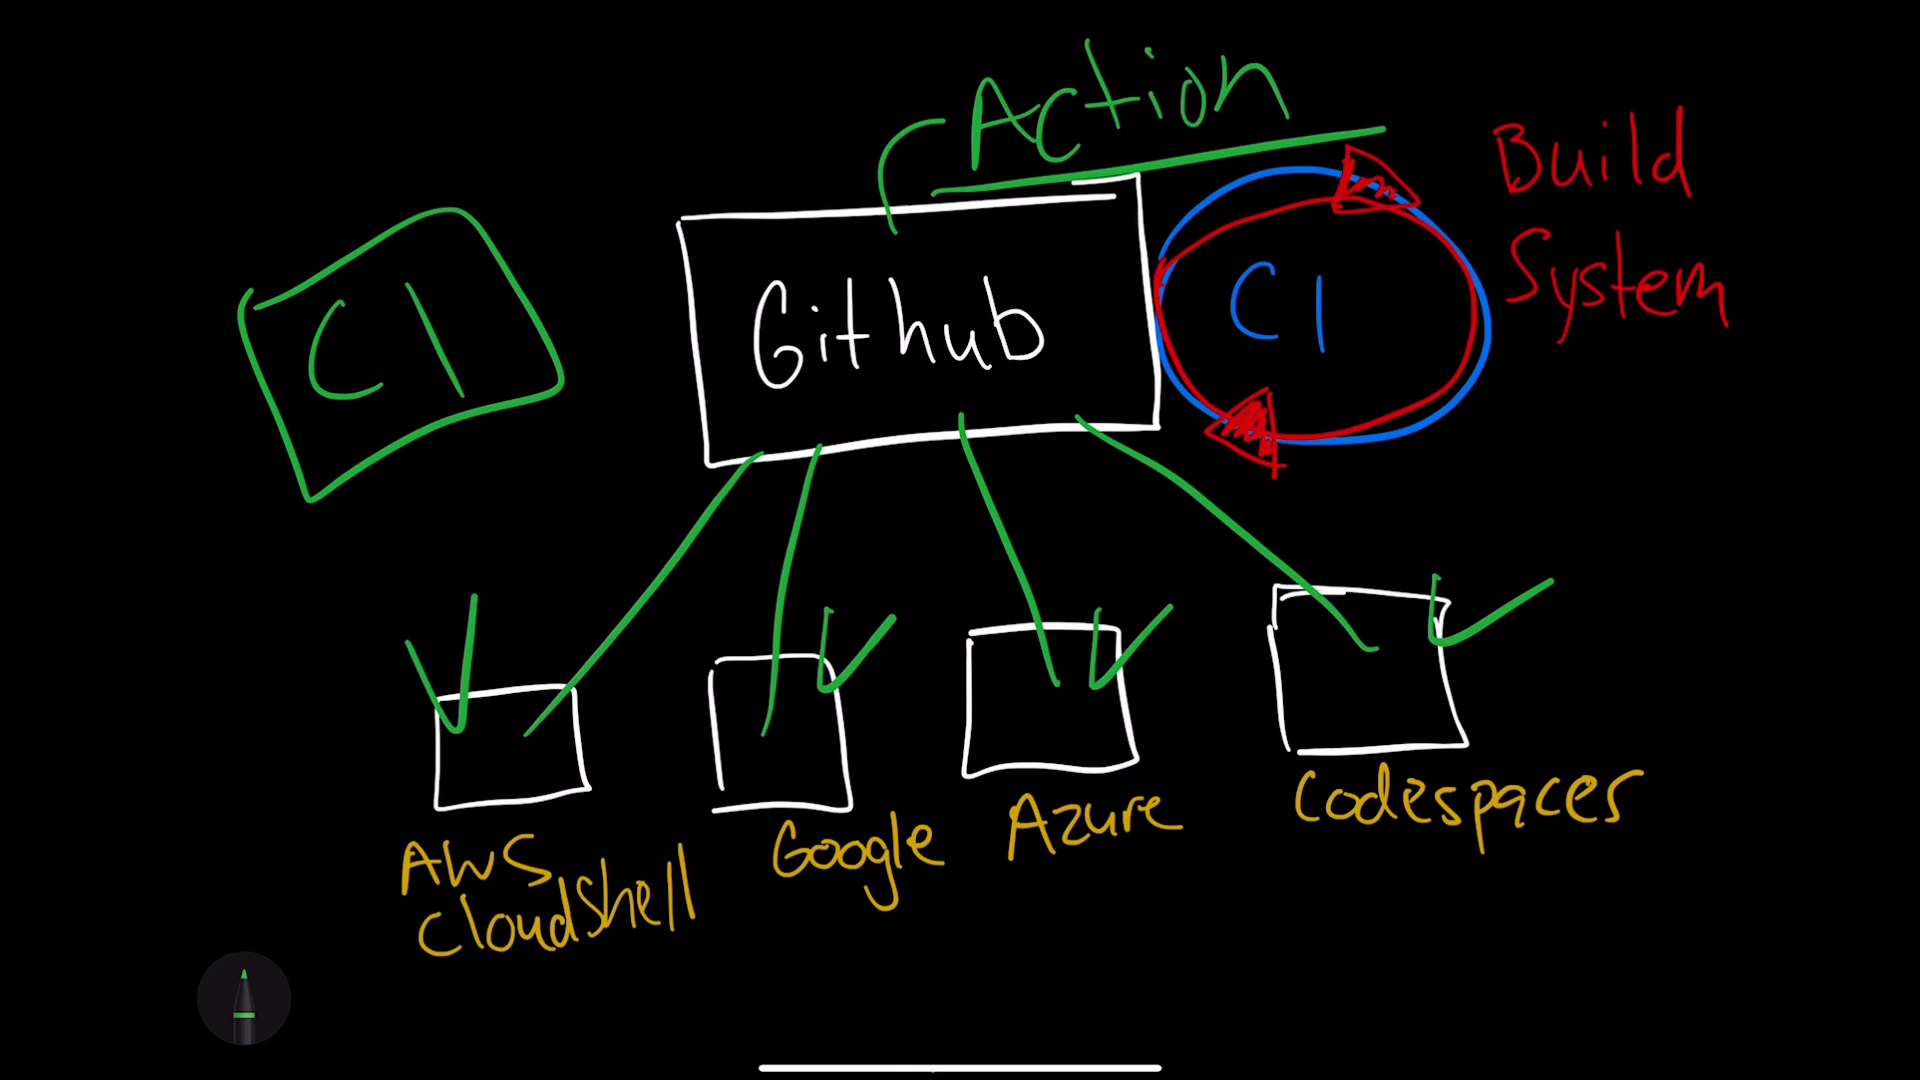 Action
Build
System
CI
Github
CI
AWS
Cloudshell
Google
Azure
Codespaces